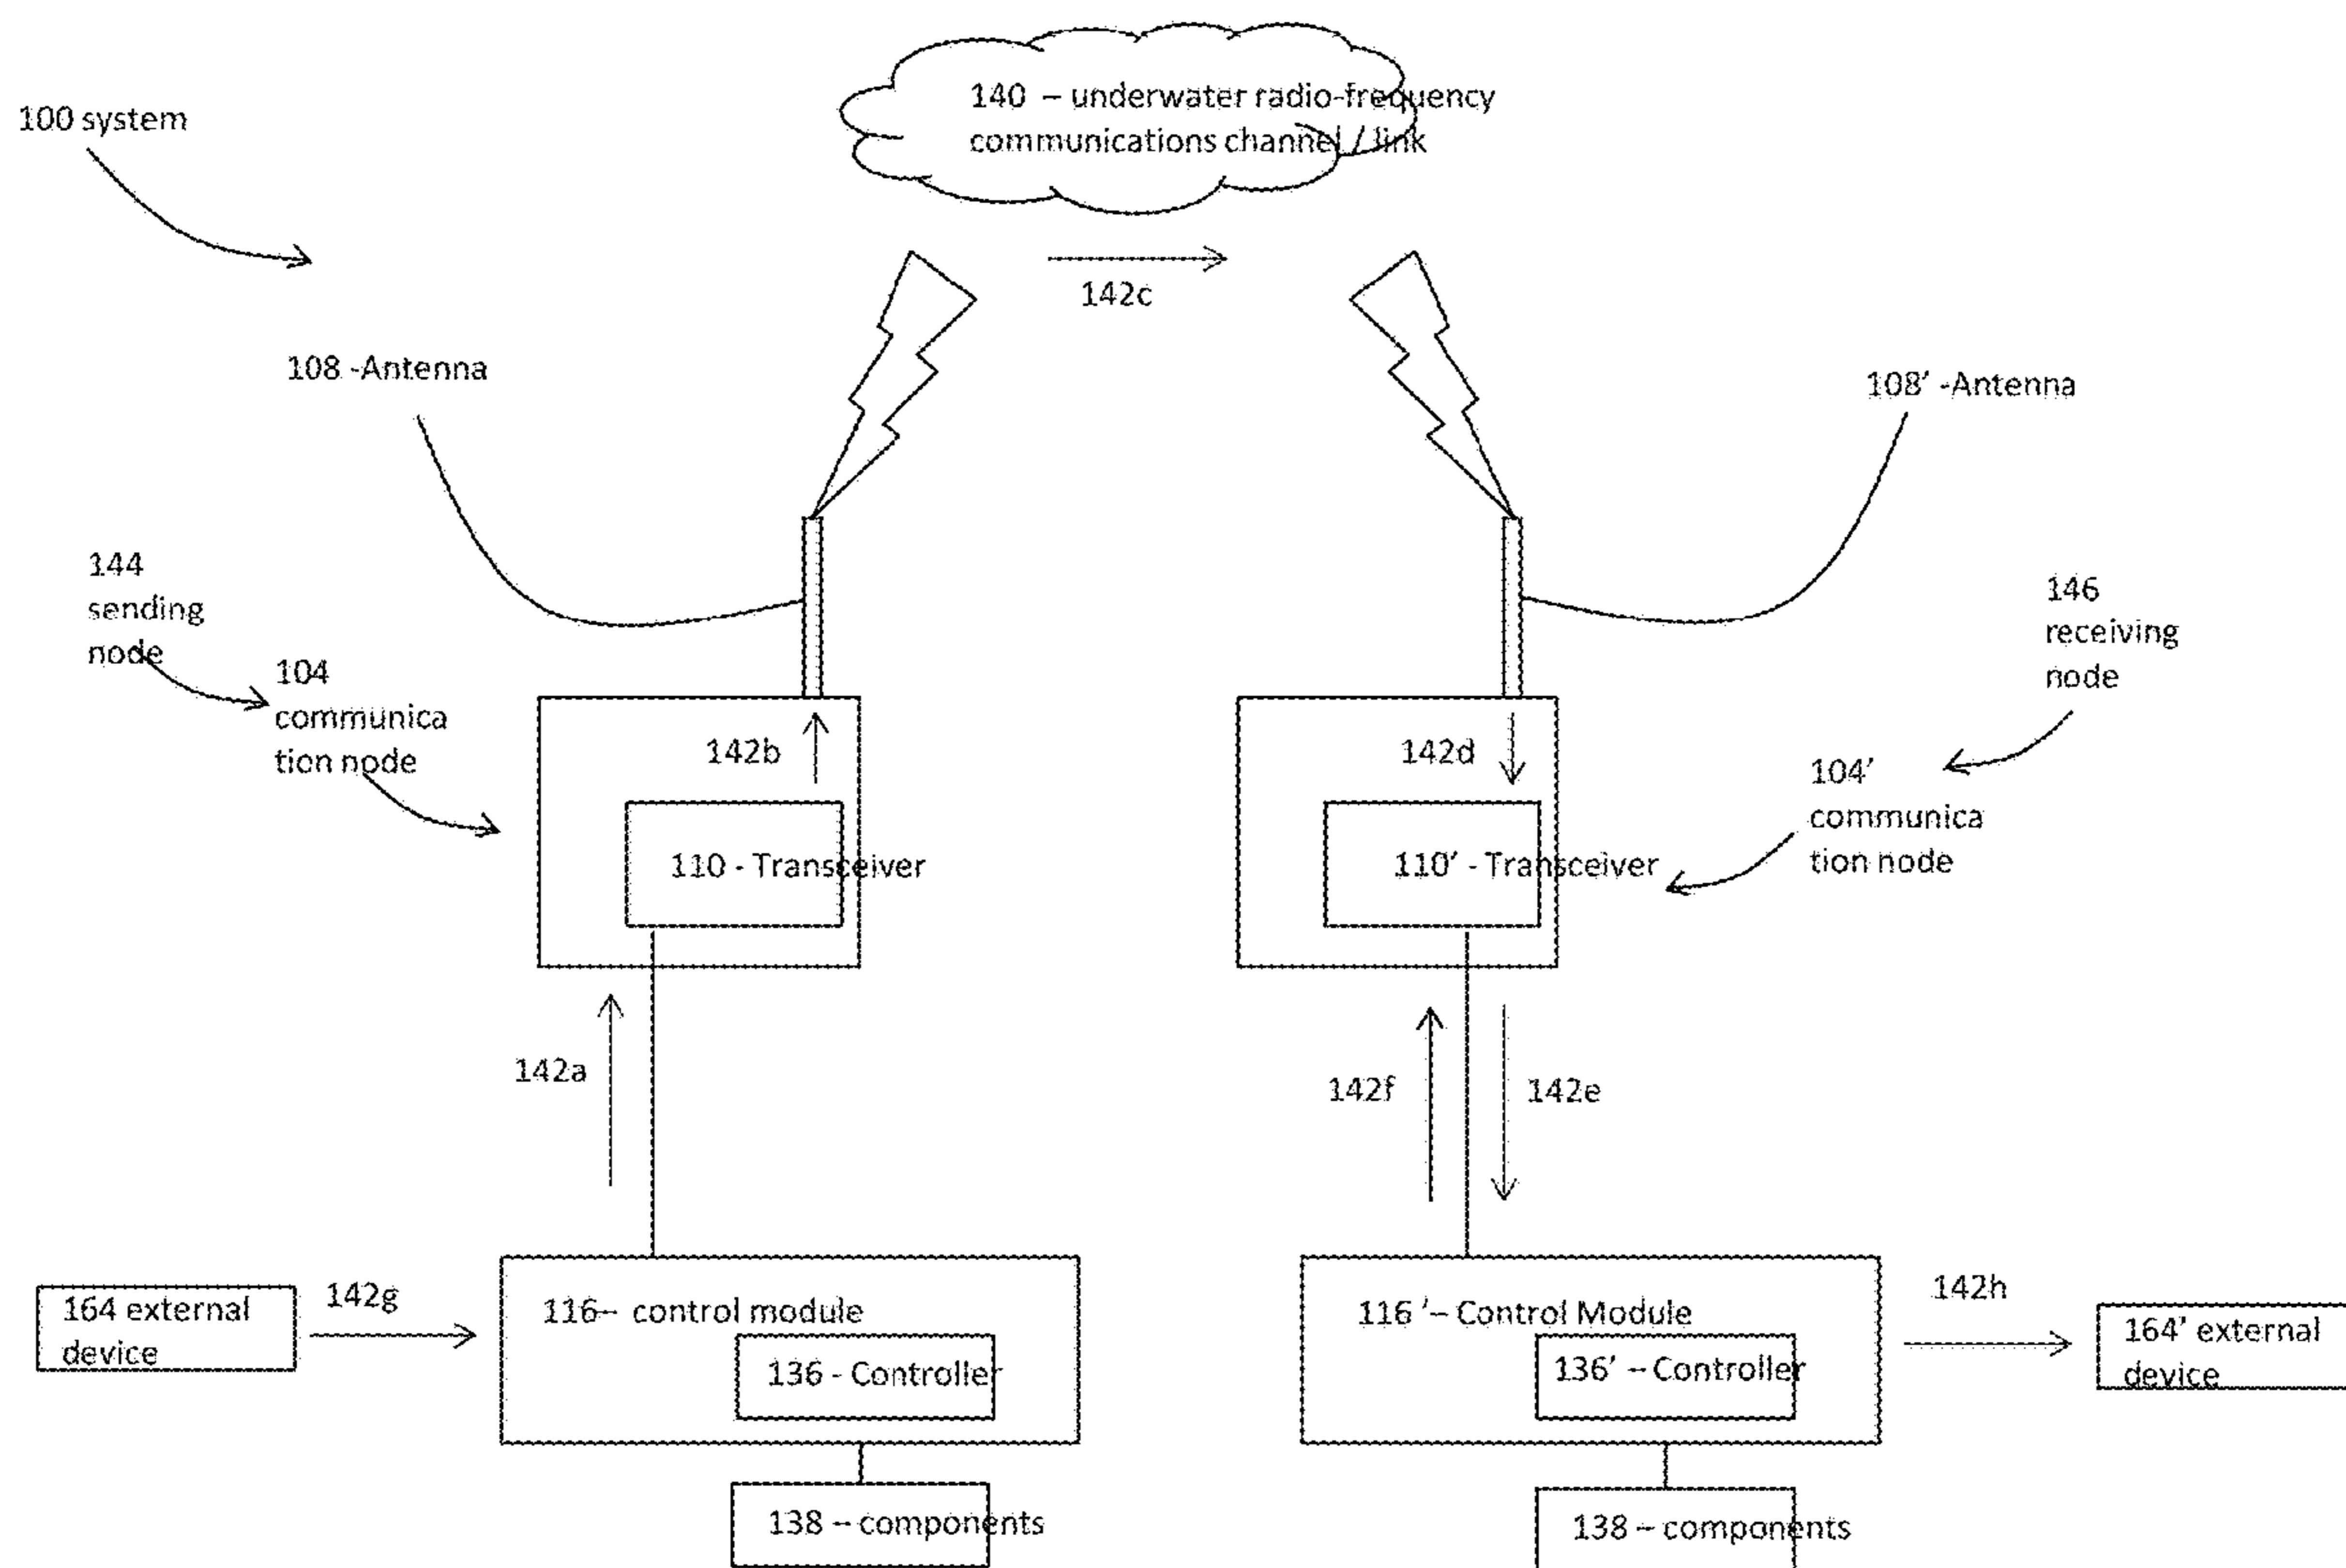 140 – underwater radio-frequency
communications channel / link
100 system
142c
108 -Antenna
108' -Antenna
144
sending
node
146
receiving
node
104
communica
tion node
142b
142d
104'
communica
tion node
110 - Transceiver
110' - Transceiver
142a
142f
142e
164 external
device
142g
116– control module
136 - Controller
116 '– Control Module
136' – Controller
142h
164' external
device
138 – components
138 – components